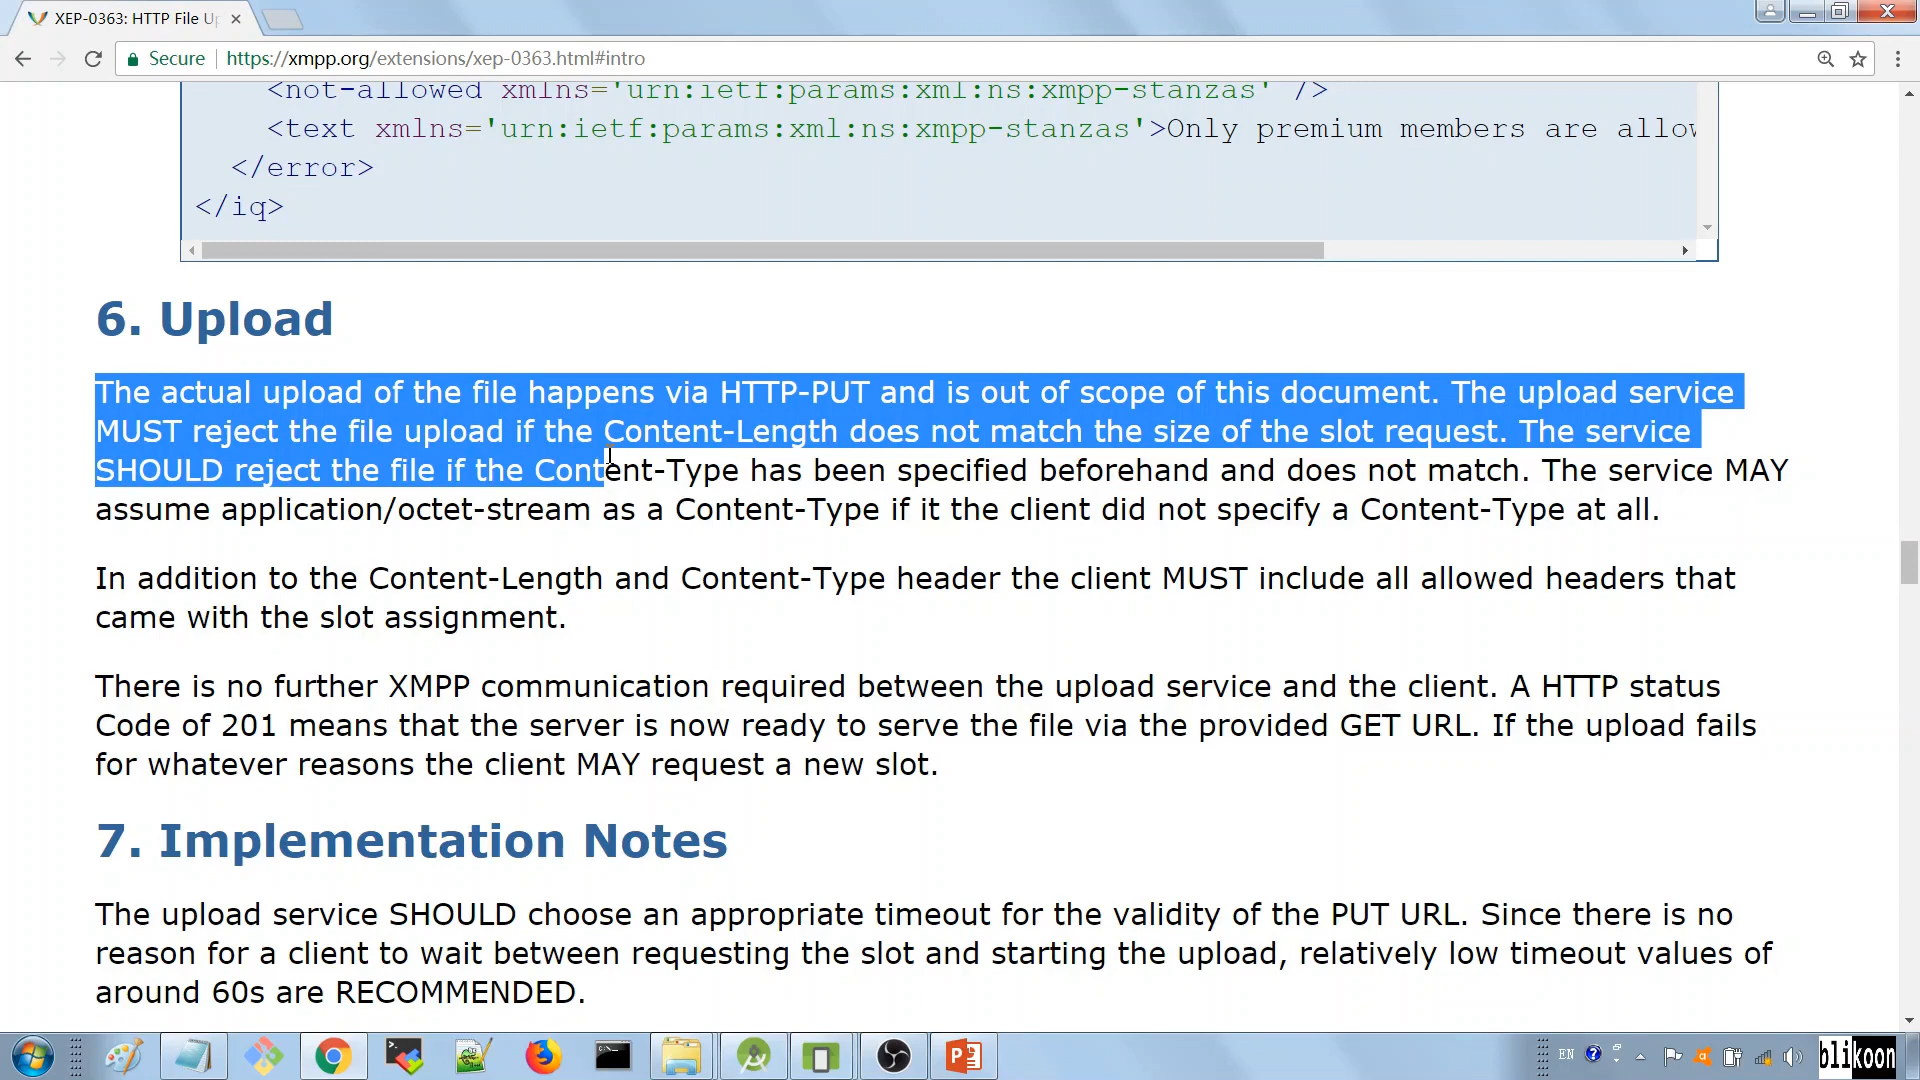 XEP-0363: HTTP File Up
Secure https://xmpp.org/extensions/xep-0363.html#intro
<not-allowed xmlns='urn:ietf:params:xml:ns:xmpp-stanzas' />
<text xmlns='urn:ietf:params:xml:ns:xmpp-stanzas'>Only premium members are allow
</error>
</iq>
6. Upload
The actual upload of the file happens via HTTP-PUT and is out of scope of this document. The upload service
MUST reject the file upload if the Content-Length does not match the size of the slot request. The service
SHOULD reject the file if the Content-Type has been specified beforehand and does not match. The service MAY
assume application/octet-stream as a Content-Type if it the client did not specify a Content-Type at all.
In addition to the Content-Length and Content-Type header the client MUST include all allowed headers that
came with the slot assignment.
There is no further XMPP communication required between the upload service and the client. A HTTP status
Code of 201 means that the server is now ready to serve the file via the provided GET URL. If the upload fails
for whatever reasons the client MAY request a new slot.
7. Implementation Notes
The upload service SHOULD choose an appropriate timeout for the validity of the PUT URL. Since there is no
reason for a client to wait between requesting the slot and starting the upload, relatively low timeout values of
around 60s are RECOMMENDED.
EN
blikoon